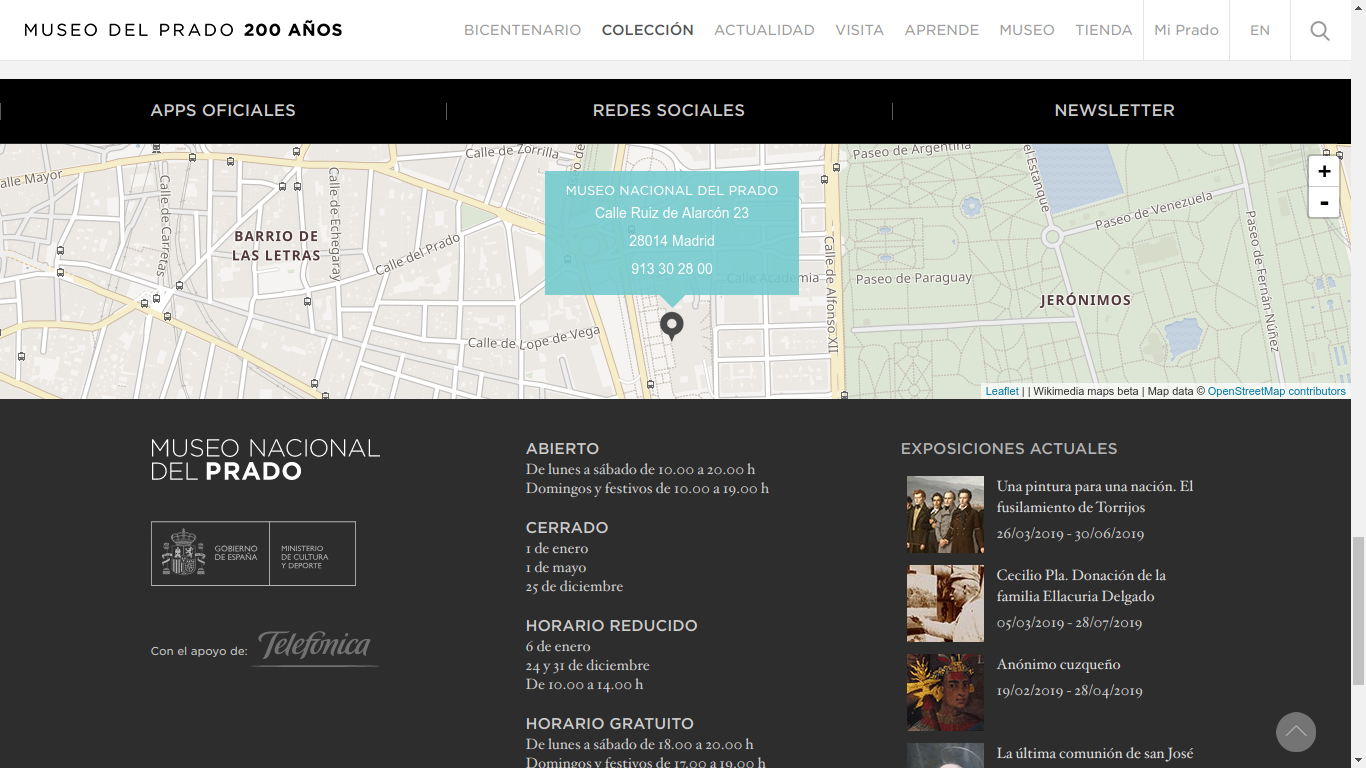 MUSEO DEL PRADO 200 AÑOS
BICENTENARIO COLECCIÓN ACTUALIDAD VISITA APRENDE MUSEO TIENDA Mi Prado EN
APPS OFICIALES REDES SOCIALES NEWSLETTER
Calle de Zorrilla
Paseo de Argentina
alle Mayor
Calle de Carretas
Calle de Echegaray
BARRIO DE
LAS LETRAS
Calle del Prado
Calle de Lope de Vega
MUSEO NACIONAL DEL PRADO
Calle Ruiz de Alarcón 23
28014 Madrid
913 30 28 00
Calle Academia
Calle de Alfonso XII
Paseo de Venezuela
Paseo de Paraguay
JERÓNIMOS
Paseo de Fernán Núñez
el Estanque
+
-
Leaflet | | Wikimedia maps beta | Map data © OpenStreetMap contributors
MUSEO NACIONAL
DEL PRADO
GOBIERNO
DE ESPAÑA
MINISTERIO
DE CULTURA
Y DEPORTE
Con el apoyo de: Telefónica
ABIERTO
De lunes a sábado de 10.00 a 20.00 h
Domingos y festivos de 10.00 a 19.00 h
CERRADO
1 de enero
1 de mayo
25 de diciembre
HORARIO REDUCIDO
6 de enero
24 y 31 de diciembre
De 10.00 a 14.00 h
HORARIO GRATUITO
De lunes a sábado de 18.00 a 20.00 h
Domingos y festivos de 17.00 a 19.00 h
EXPOSICIONES ACTUALES
Una pintura para una nación. El
fusilamiento de Torrijos
26/03/2019 - 30/06/2019
Cecilio Pla. Donación de la
familia Ellacuria Delgado
05/03/2019 - 28/07/2019
Anónimo cuzqueño
19/02/2019 - 28/04/2019
La última comunión de san José